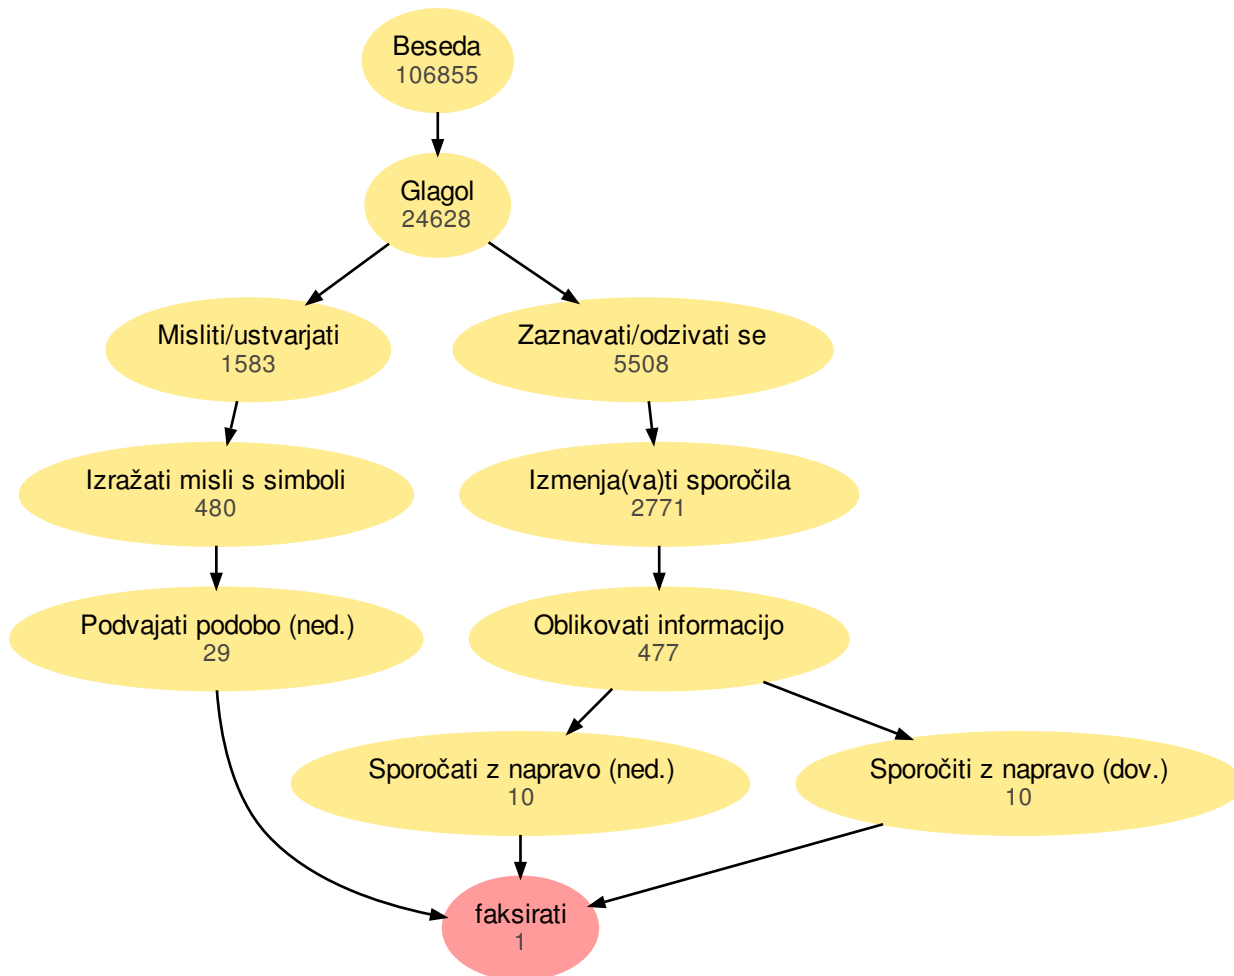 Beseda
106855
Glagol
24628
Misliti/ustvarjati
1583
Zaznavati/odzivati se
5508
Izražati misli s simboli
480
Izmenja(va)ti sporočila
2771
Podvajati podobo (ned.)
29
Oblikovati informacijo
477
Sporočati z napravo (ned.)
10
Sporočiti z napravo (dov.)
10
faksirati
1